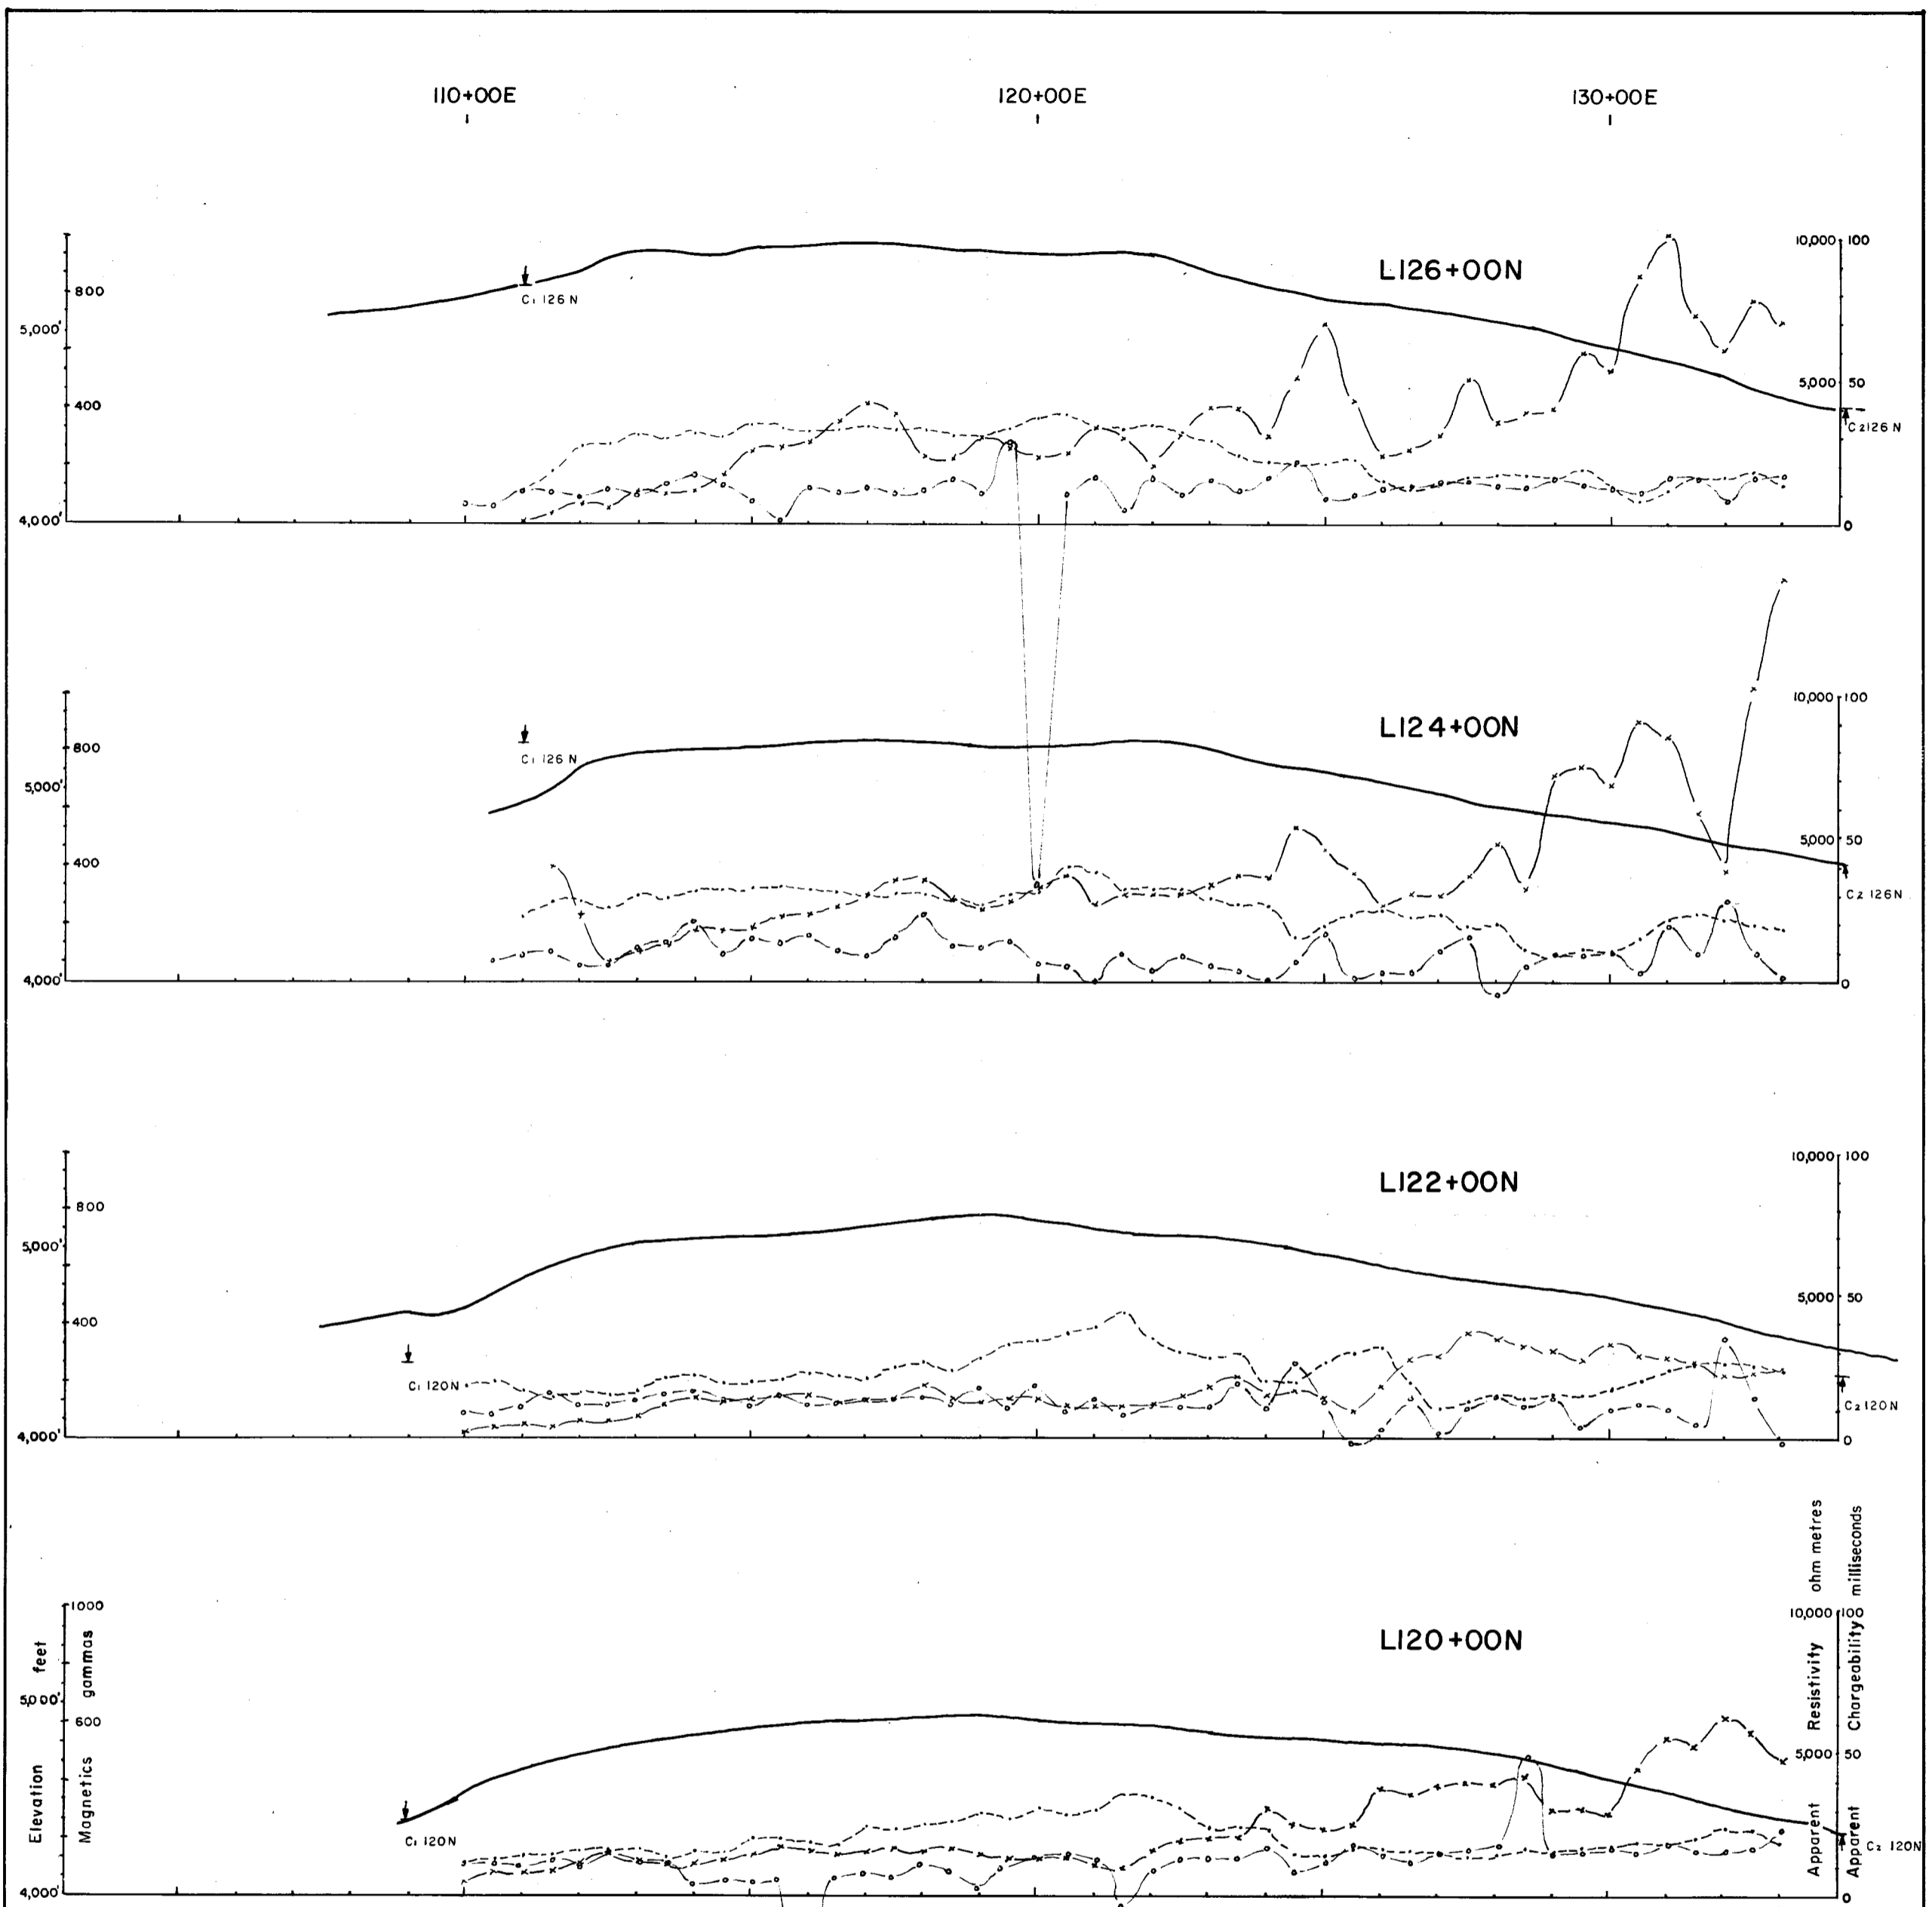 110+00E 120+00E 130+00E
10,000 100
L126+00N
800
C1 126 N
5,000'
5,000 50
400
C2 126 N
4,000'
0
10,000 100
L124+00N
800
C1 126 N
5,000'
5,000 50
400
C2 126 N
4,000'
0
10,000 100
L122+00N
800
5,000'
5,000 50
400
C1 120 N
C2 120 N
4,000'
0
Elevation feet
Magnetics gammas
Apparent Resistivity ohm metres
Apparent Chargeability milliseconds
1000
10,000 100
L120+00N
5,000'
600
5,000 50
C1 120 N
C2 120N
4,000'
0